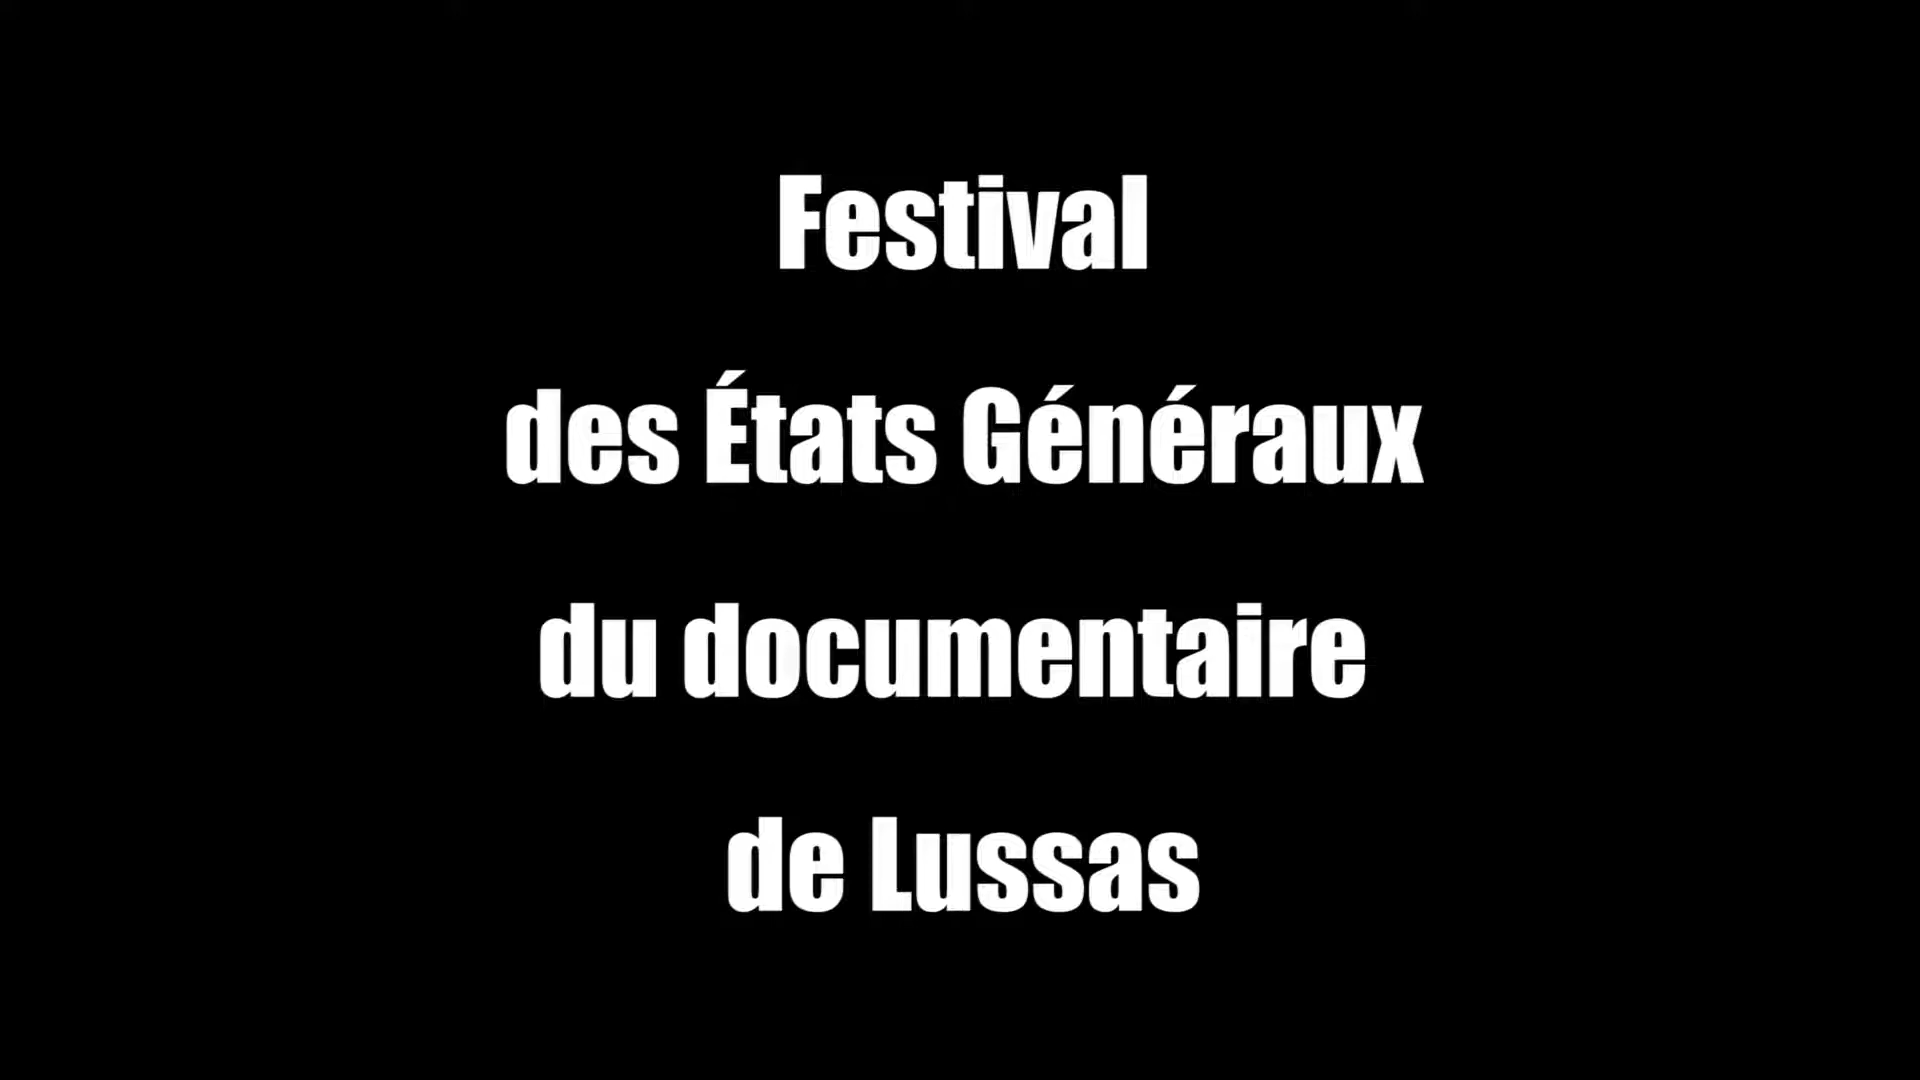 Festival
des États Généraux
du documentaire
de Lussas